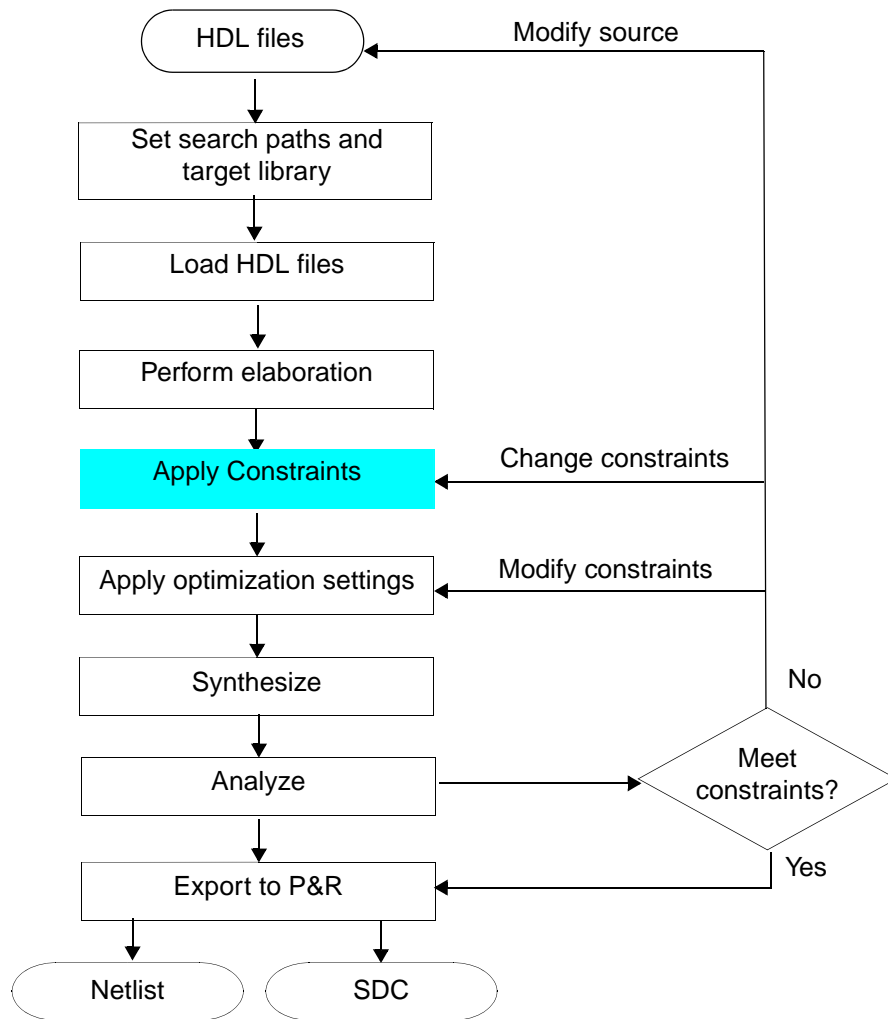 HDL files
Modify source
Set search paths and
target library
Load HDL files
Perform elaboration
Apply Constraints
Change constraints
Apply optimization settings
Modify constraints
Synthesize
No
Analyze
Meet
constraints?
Yes
Export to P&R
Netlist
SDC